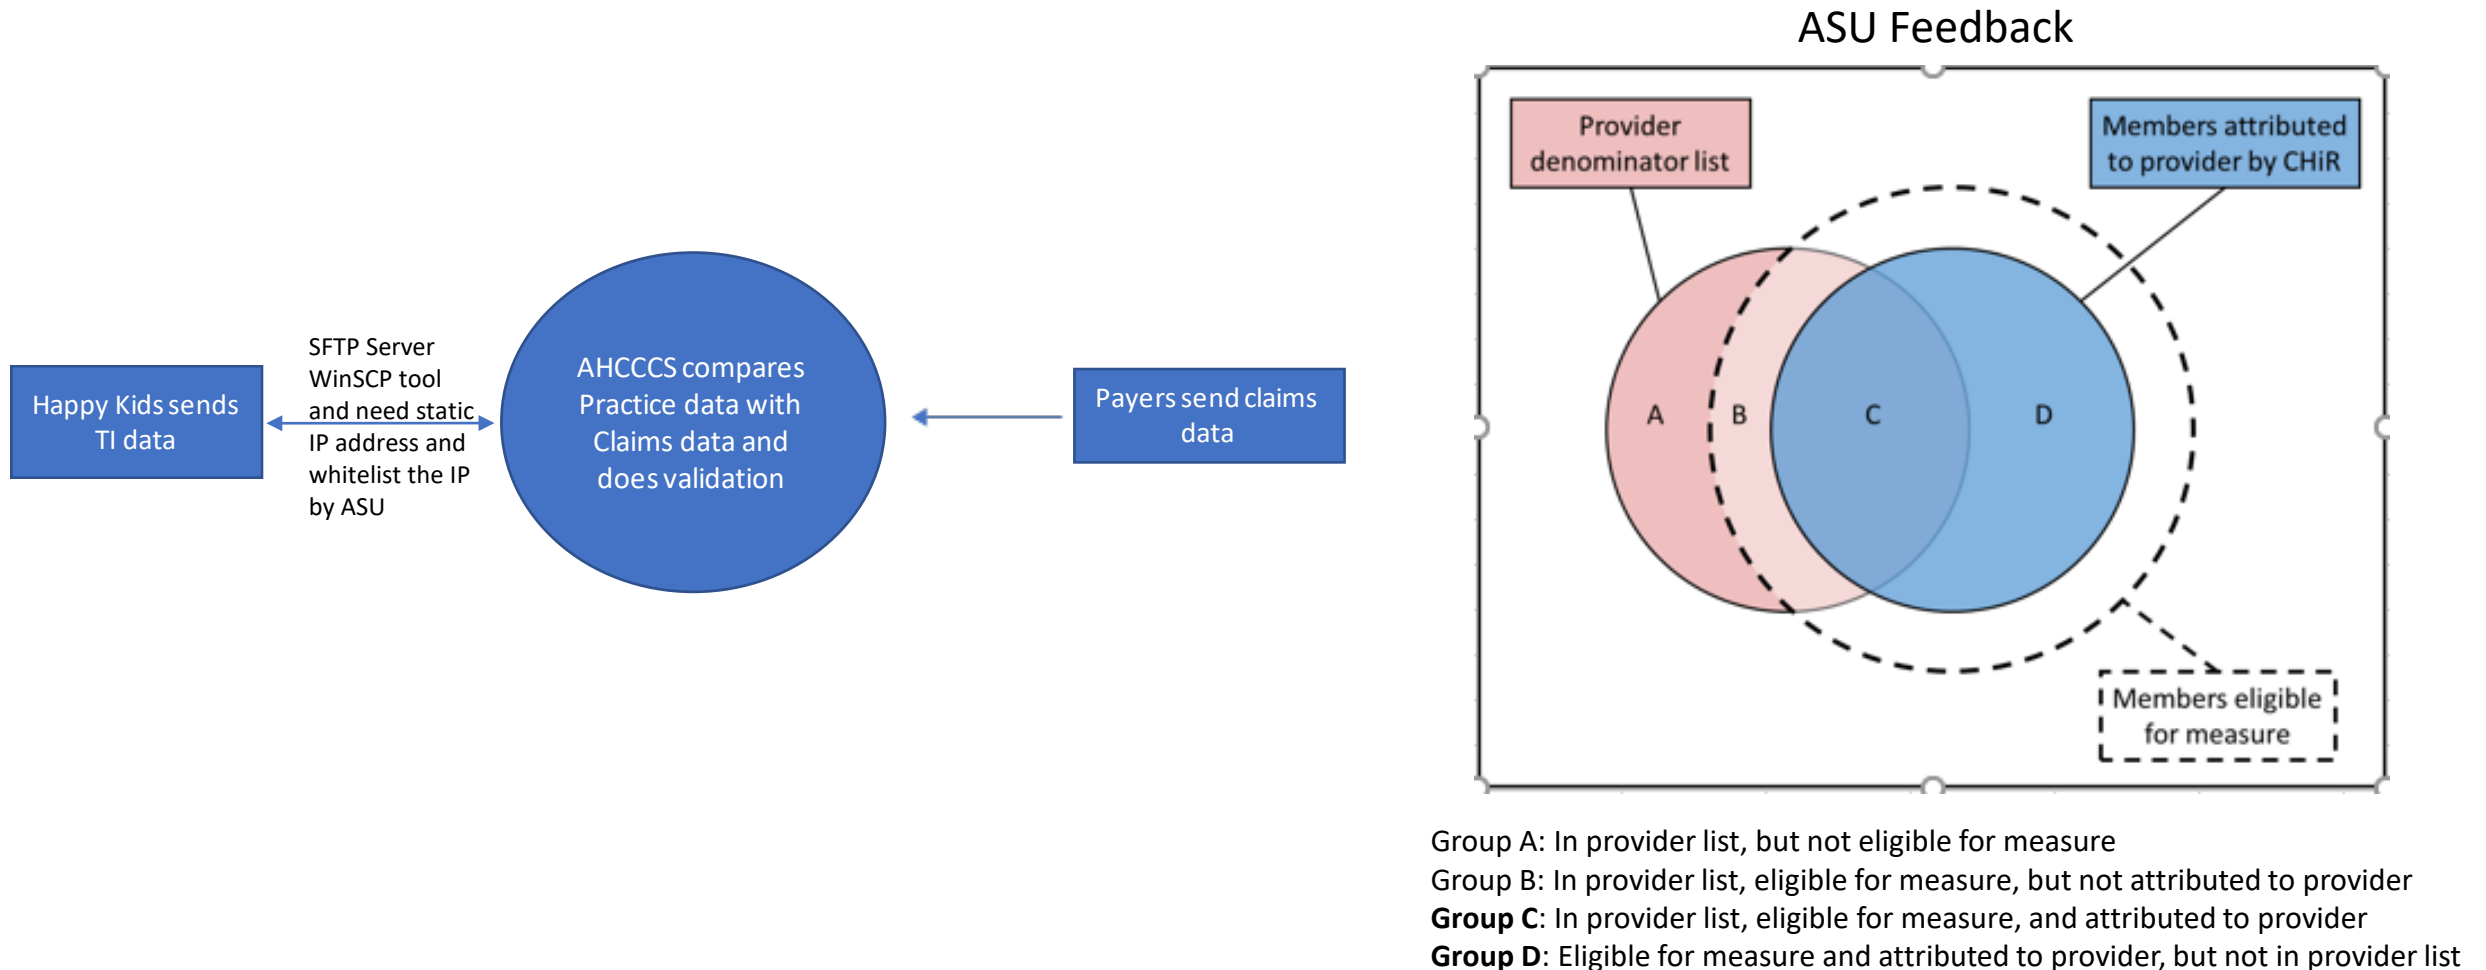 ASU Feedback
Happy Kids sends
TI data
SFTP Server
WinSCP tool
and need static
IP address and
whitelist the IP
by ASU
AHCCCS compares
Practice data with
Claims data and
does validation
Payers send claims
data
Provider
denominator list
Members attributed
to provider by CHiR
A
B
C
D
Members eligible
for measure
Group A: In provider list, but not eligible for measure
Group B: In provider list, eligible for measure, but not attributed to provider
Group C: In provider list, eligible for measure, and attributed to provider
Group D: Eligible for measure and attributed to provider, but not in provider list